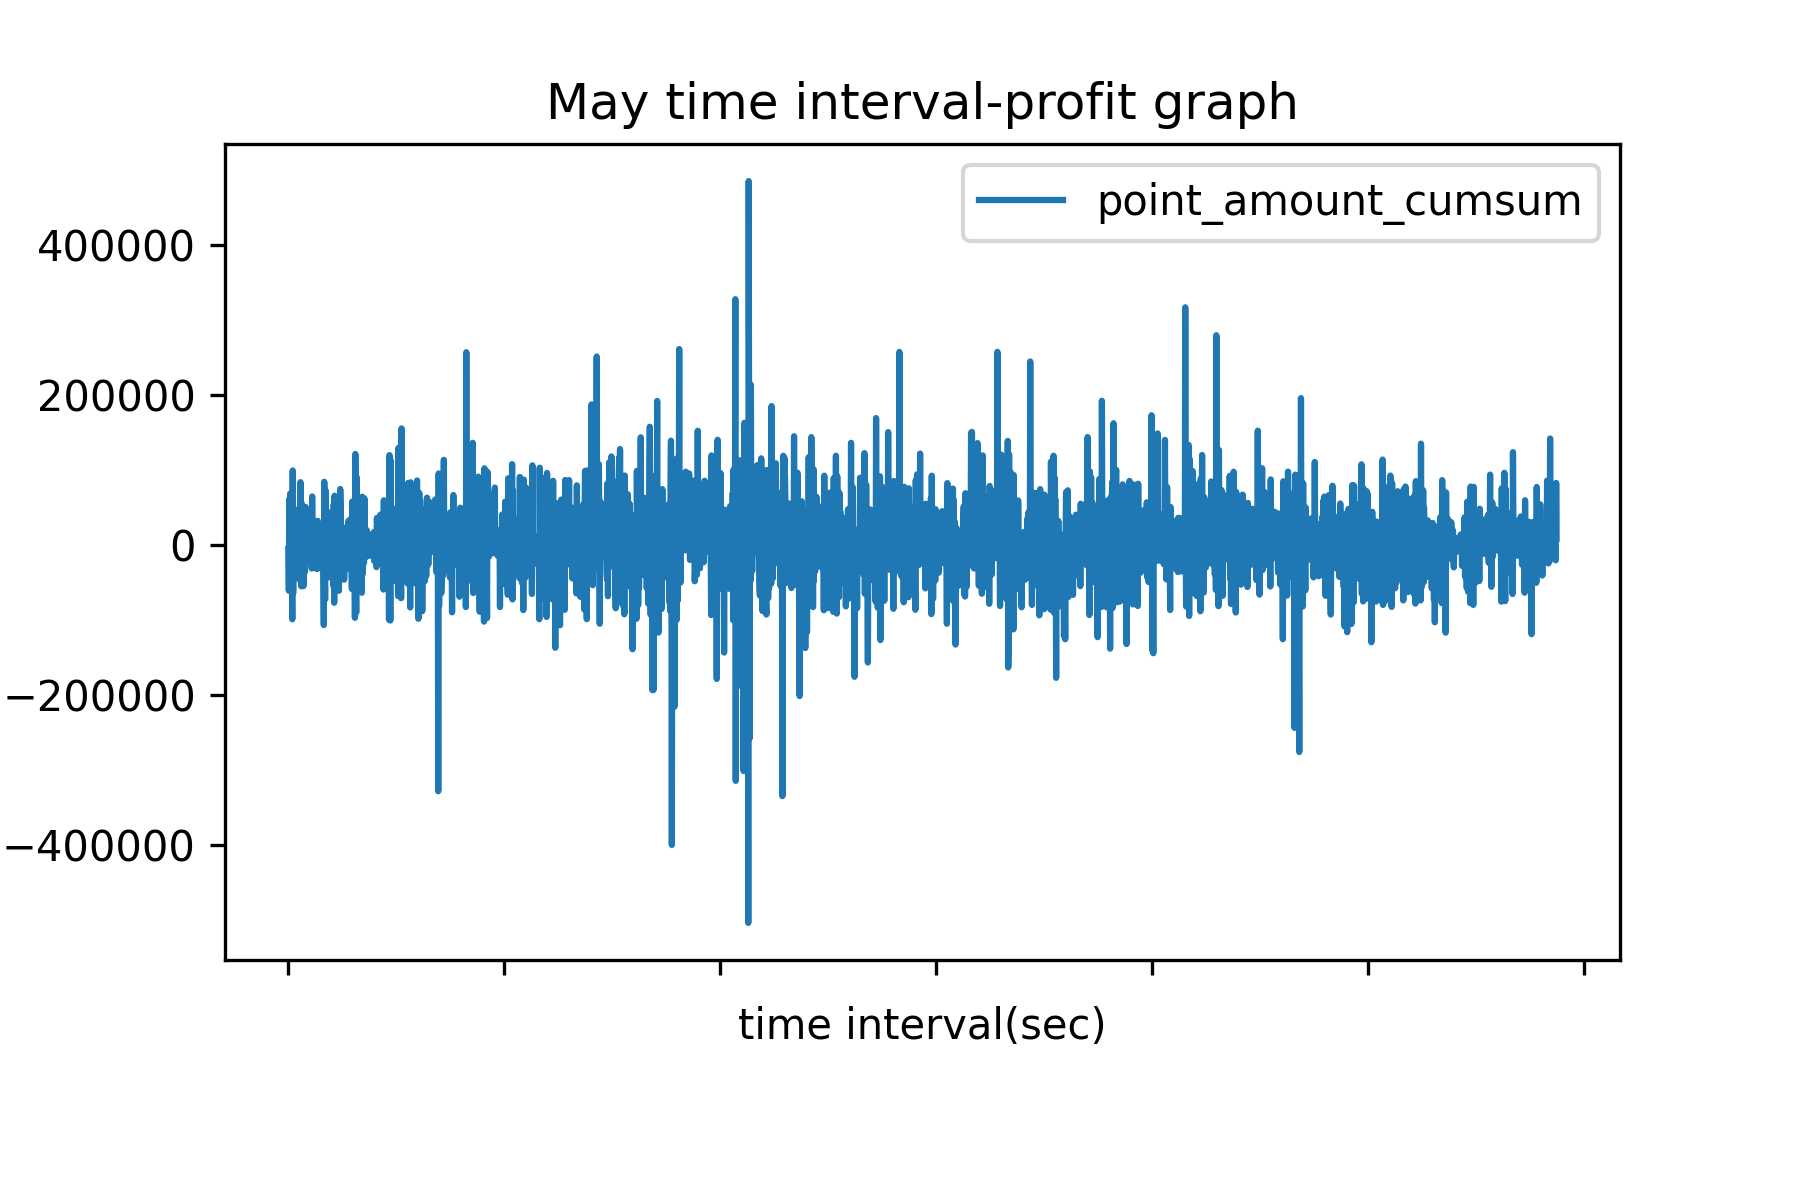 May time interval-profit graph
point_amount_cumsum
400000
200000
0
−200000
−400000
time interval(sec)